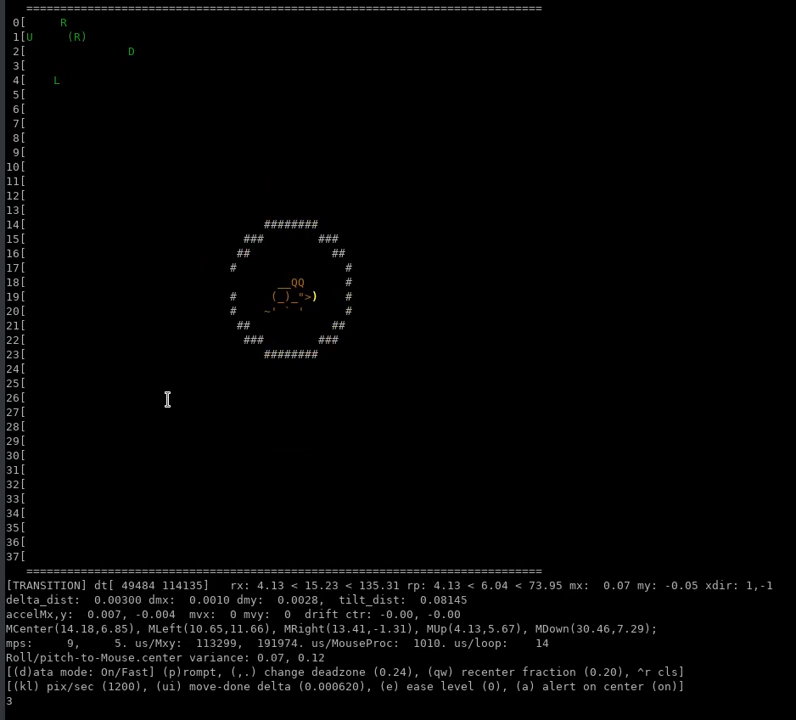 ==============================================================================
0[     R
1[U     (R)
2[               D
3[
4[    L
5[
6[
7[
8[
9[
10[
11[
12[
13[
14[                                   ########
15[                                ###        ###
16[                               ##            ##
17[                              #                #
18[                                     __QQ      #
19[                              #     (_)_">)    #
20[                              #    ~' ` '      #
21[                               ##            ##
22[                                ###        ###
23[                                   ########
24[
25[
26[
27[
28[
29[
30[
31[
32[
33[
34[
35[
36[
37[
==============================================================================
[TRANSITION] dt[ 49484 114135]   rx: 4.13 < 15.23 < 135.31 rp: 4.13 < 6.04 < 73.95 mx:  0.07 my: -0.05 xdir: 1,-1
delta_dist:  0.00300 dmx:  0.0010 dmy:  0.0028,  tilt_dist:  0.08145
accelMx,y:  0.007, -0.004  mvx:  0 mvy:  0  drift ctr: -0.00, -0.00
MCenter(14.18,6.85), MLeft(10.65,11.66), MRight(13.41,-1.31), MUp(4.13,5.67), MDown(30.46,7.29);
mps:     9,     5. us/Mxy:  113299,  191974. us/MouseProc:  1010. us/loop:    14
Roll/pitch-to-Mouse.center variance: 0.07, 0.12
[(d)ata mode: On/Fast] (p)rompt, (,.) change deadzone (0.24), (qw) recenter fraction (0.20), ^r cls]
[(kl) pix/sec (1200), (ui) move-done delta (0.000620), (e) ease level (0), (a) alert on center (on)]
3